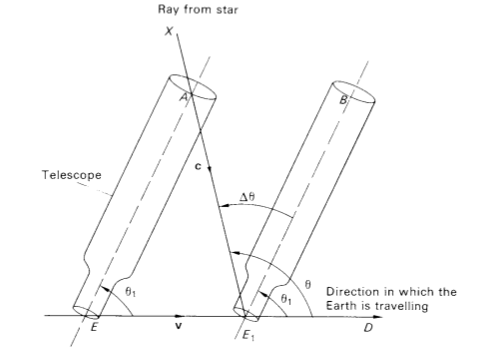 Ray from star
X
A
B
Telescope
c
Δθ
θ
θ₁
θ₁
Direction in which the
Earth is travelling
E
v
E₁
D